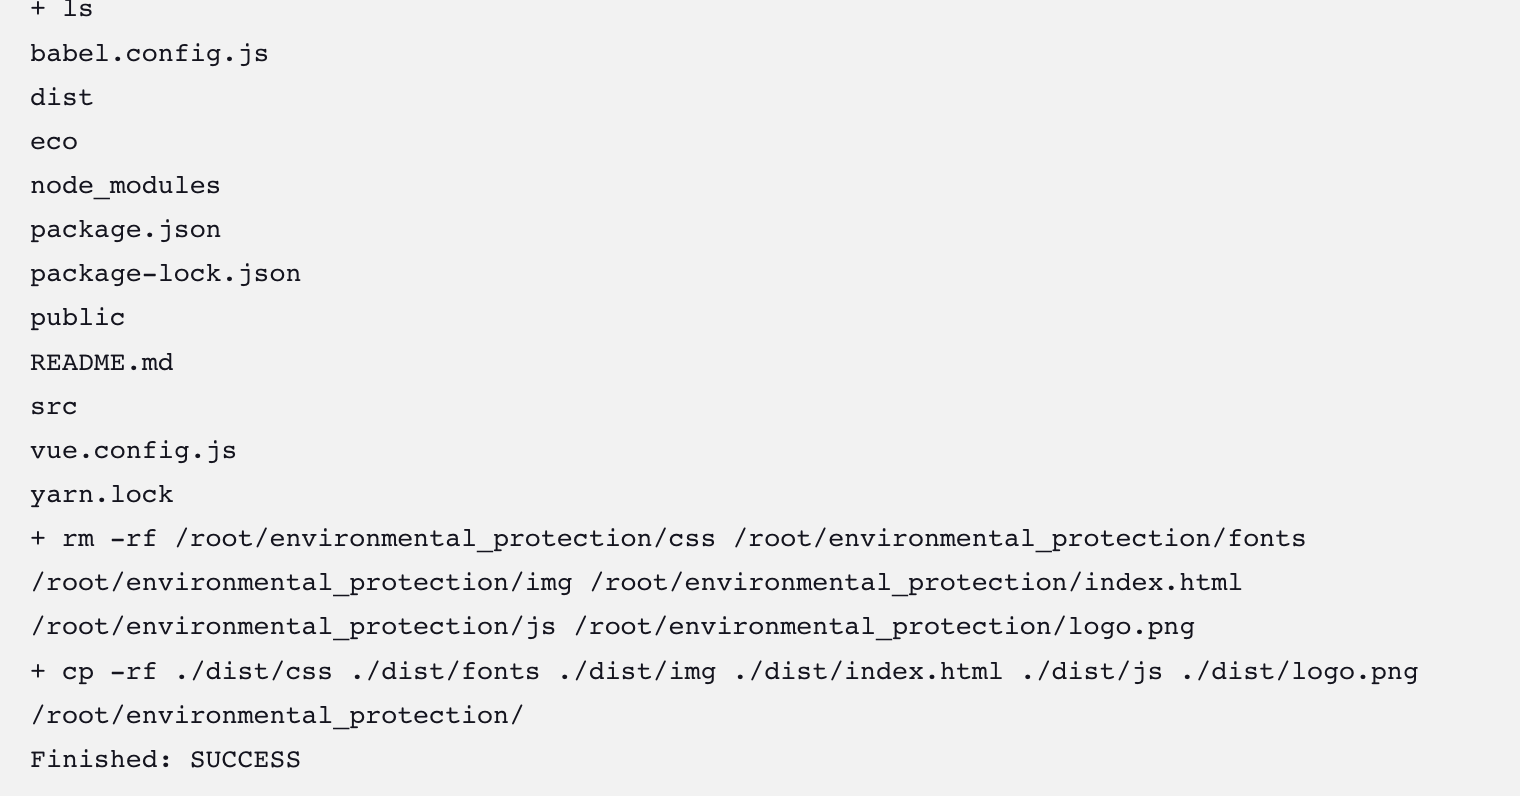 + ls
babel.config.js
dist
eco
node_modules
package.json
package-lock.json
public
README.md
src
vue.config.js
yarn.lock
+ rm -rf /root/environmental_protection/css /root/environmental_protection/fonts
/root/environmental_protection/img /root/environmental_protection/index.html
/root/environmental_protection/js /root/environmental_protection/logo.png
+ cp -rf ./dist/css ./dist/fonts ./dist/img ./dist/index.html ./dist/js ./dist/logo.png
/root/environmental_protection/
Finished: SUCCESS